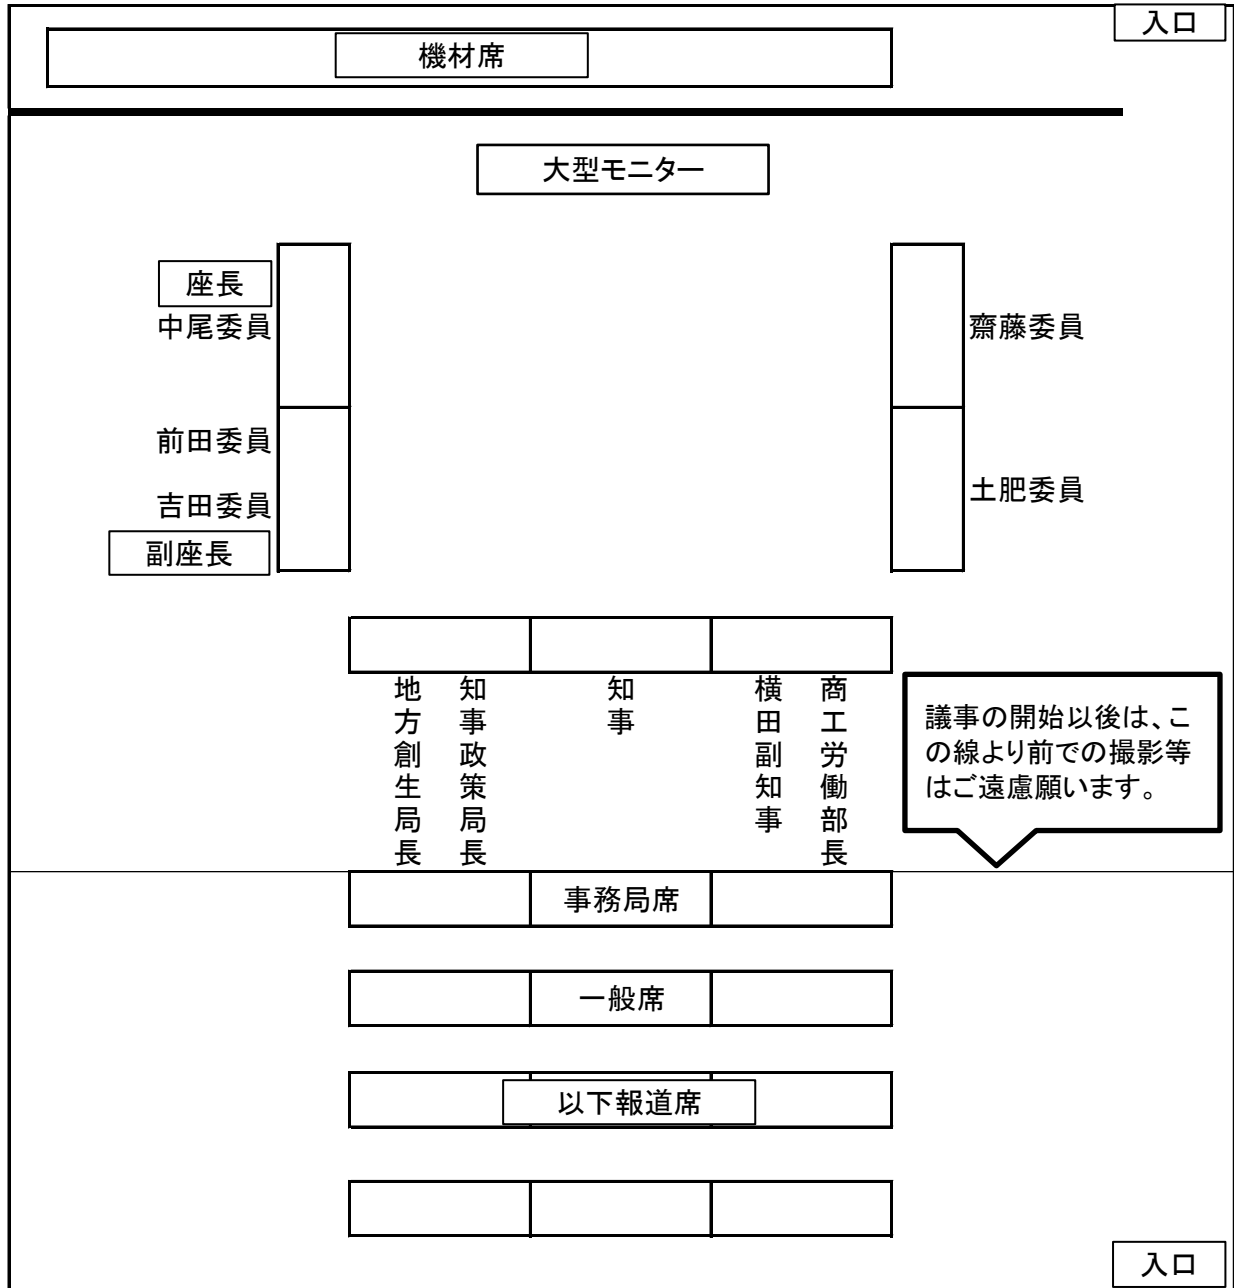 入口
機材席
大型モニター
座長
中尾委員
前田委員
吉田委員
副座長
齋藤委員
土肥委員
地方創生局長
知事政策局長
知事
横田副知事
商工労働部長
議事の開始以後は、こ
の線より前での撮影等
はご遠慮願います。
事務局席
一般席
以下報道席
入口